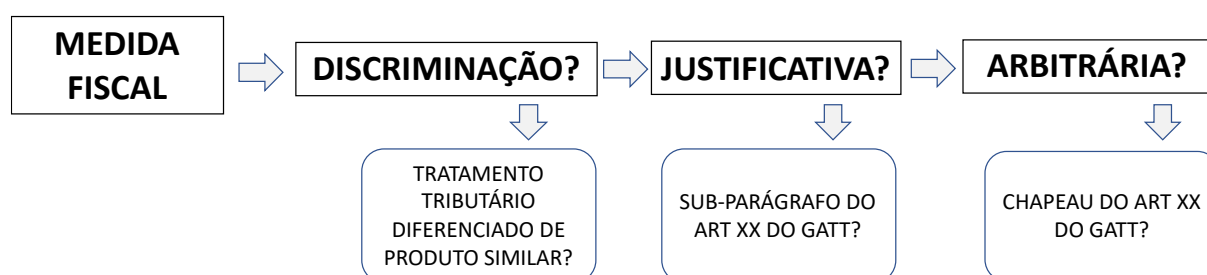 MEDIDA
FISCAL
DISCRIMINAÇÃO?
JUSTIFICATIVA?
ARBITRÁRIA?
TRATAMENTO
TRIBUTÁRIO
DIFERENCIADO DE
PRODUTO SIMILAR?
SUB-PARÁGRAFO DO
ART XX DO GATT?
CHAPEAU DO ART XX
DO GATT?